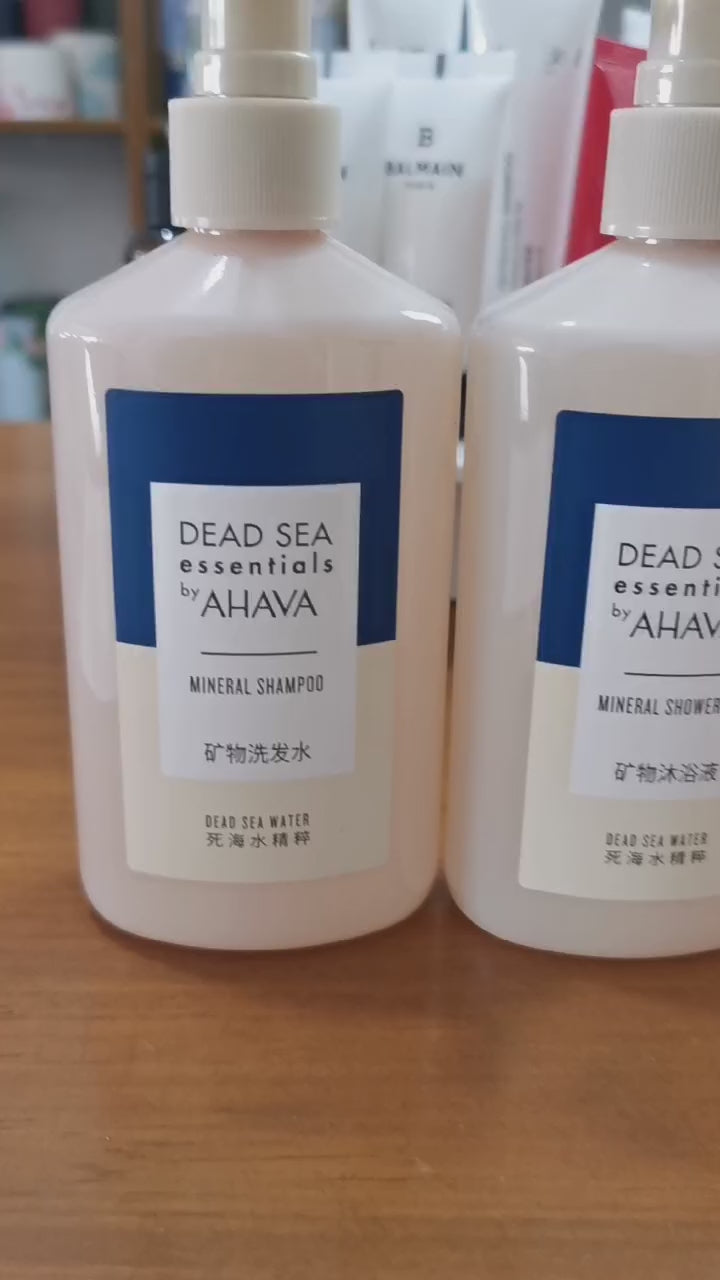 B
BALMAIN
DEAD SEA
essentials
by AHAVA
MINERAL SHAMPOO
矿物洗发水
DEAD SEA WATER
死海水精粹
DEAD S
essenti
by AHAV
MINERAL SHOWER
矿物沐浴液
DEAD SEA WATER
死海水精粹